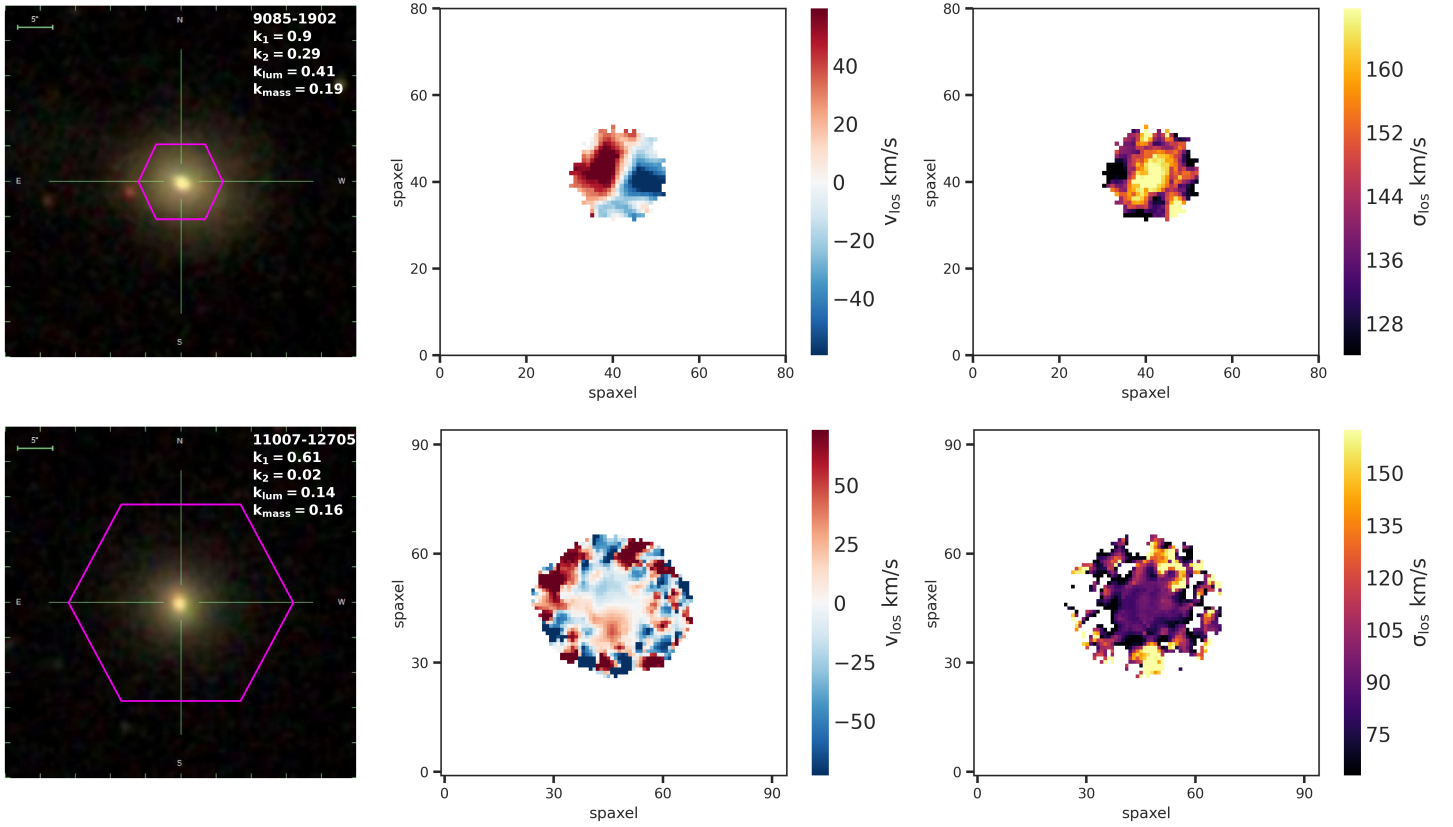 5"
N
E
W
S
9085-1902
k₁ = 0.9
k₂ = 0.29
k_lum = 0.41
k_mass = 0.19
80
60
40
20
0
spaxel
0 20 40 60 80
spaxel
40
20
0
−20
−40
v_los km/s
80
60
40
20
0
spaxel
0 20 40 60 80
spaxel
160
152
144
136
128
σ_los km/s
5"
N
E
W
S
11007-12705
k₁ = 0.61
k₂ = 0.02
k_lum = 0.14
k_mass = 0.16
90
60
30
0
spaxel
0 30 60 90
spaxel
50
25
0
−25
−50
v_los km/s
90
60
30
0
spaxel
0 30 60 90
spaxel
150
135
120
105
90
75
σ_los km/s